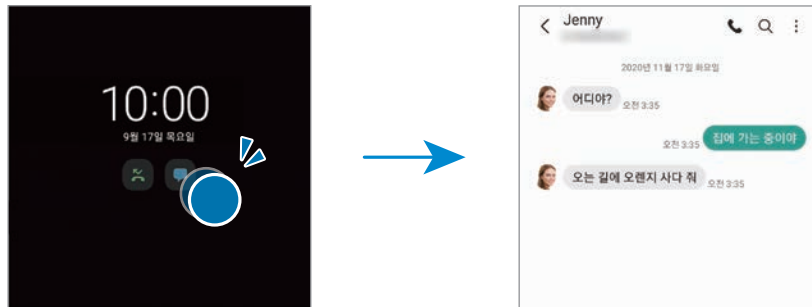 10:00
9월 17일 목요일
Jenny
2020년 11월 17일 화요일
어디야?
오전 3:35
집에 가는 중이야
오전 3:35
오는 길에 오렌지 사다 줘
오전 3:35